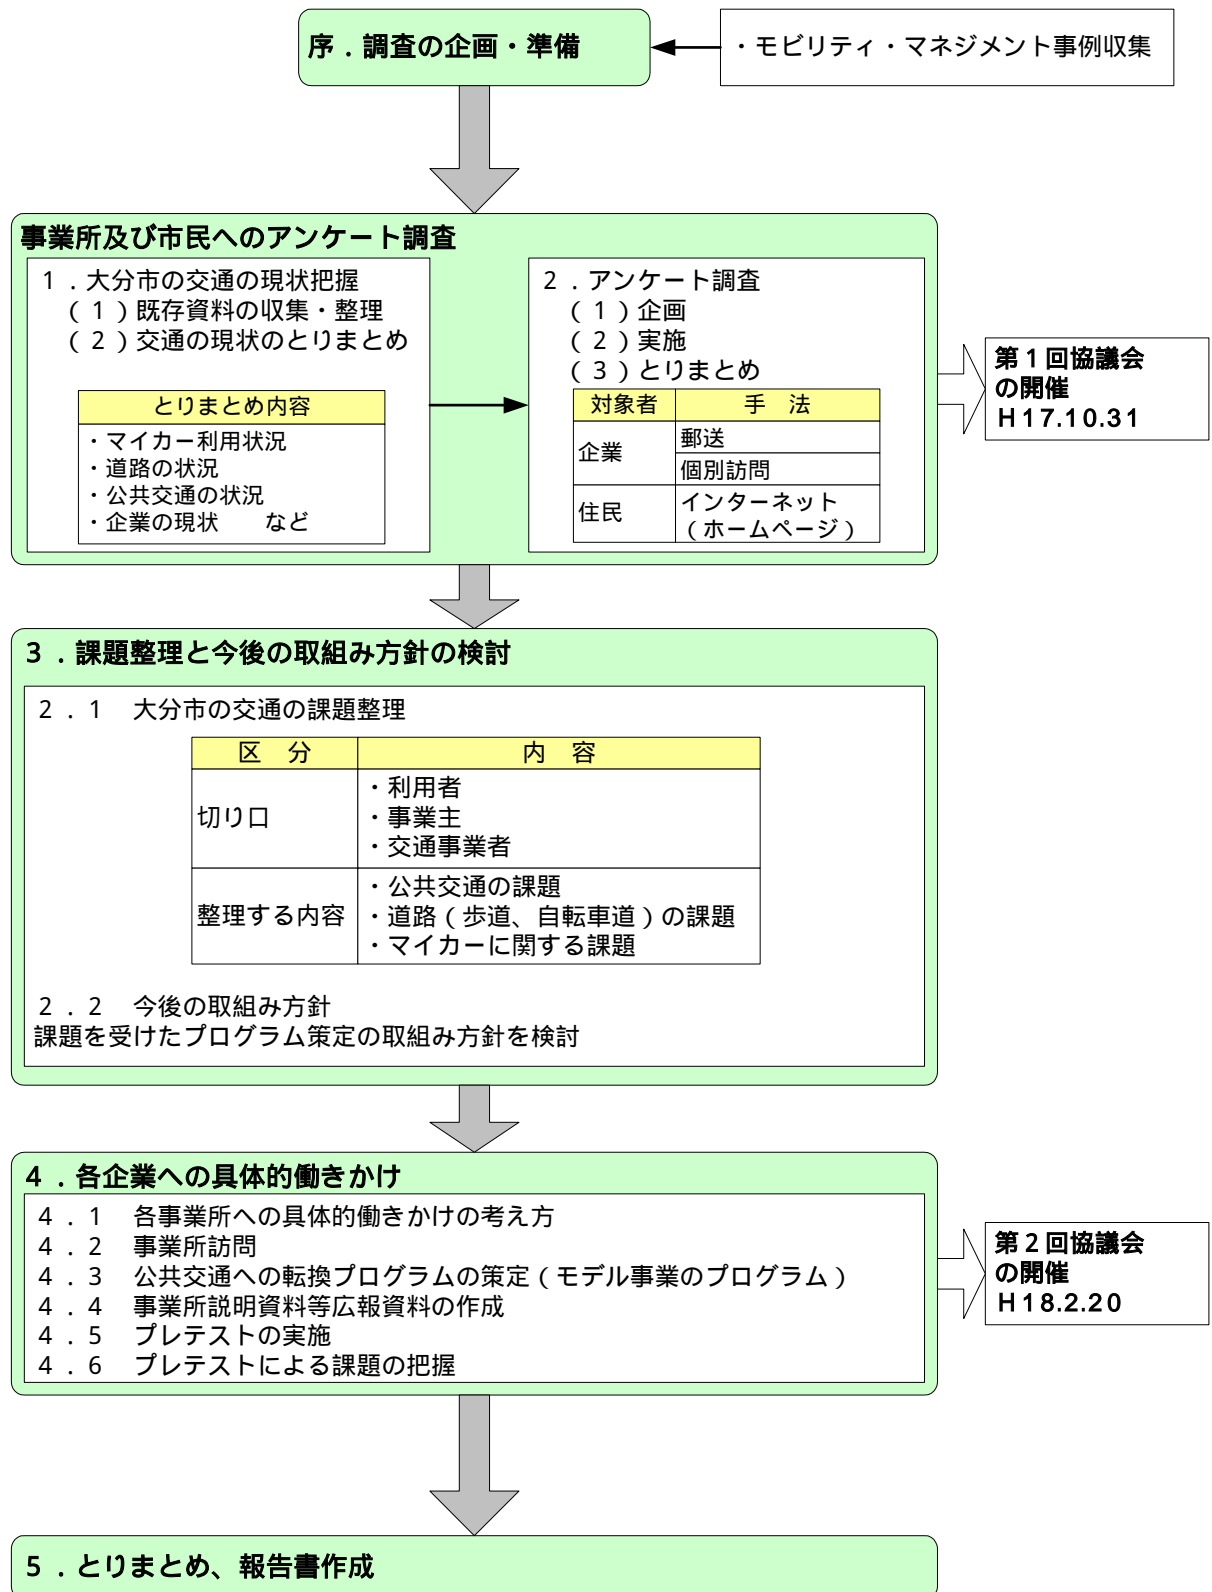 序．調査の企画・準備
・モビリティ・マネジメント事例収集
事業所及び市民へのアンケート調査
１．大分市の交通の現状把握
（１）既存資料の収集・整理
（２）交通の現状のとりまとめ
とりまとめ内容
・マイカー利用状況
・道路の状況
・公共交通の状況
・企業の現状　　など
２．アンケート調査
（１）企画
（２）実施
（３）とりまとめ
対象者　手　法
企業　郵送
個別訪問
住民　インターネット
（ホームページ）
第１回協議会
の開催
Ｈ17.10.31
３．課題整理と今後の取組み方針の検討
２．１　大分市の交通の課題整理
区　分　内　容
切り口
・利用者
・事業主
・交通事業者
整理する内容
・公共交通の課題
・道路（歩道、自転車道）の課題
・マイカーに関する課題
２．２　今後の取組み方針
課題を受けたプログラム策定の取組み方針を検討
４．各企業への具体的働きかけ
４．１　各事業所への具体的働きかけの考え方
４．２　事業所訪問
４．３　公共交通への転換プログラムの策定（モデル事業のプログラム）
４．４　事業所説明資料等広報資料の作成
４．５　プレテストの実施
４．６　プレテストによる課題の把握
第２回協議会
の開催
Ｈ18.2.20
５．とりまとめ、報告書作成